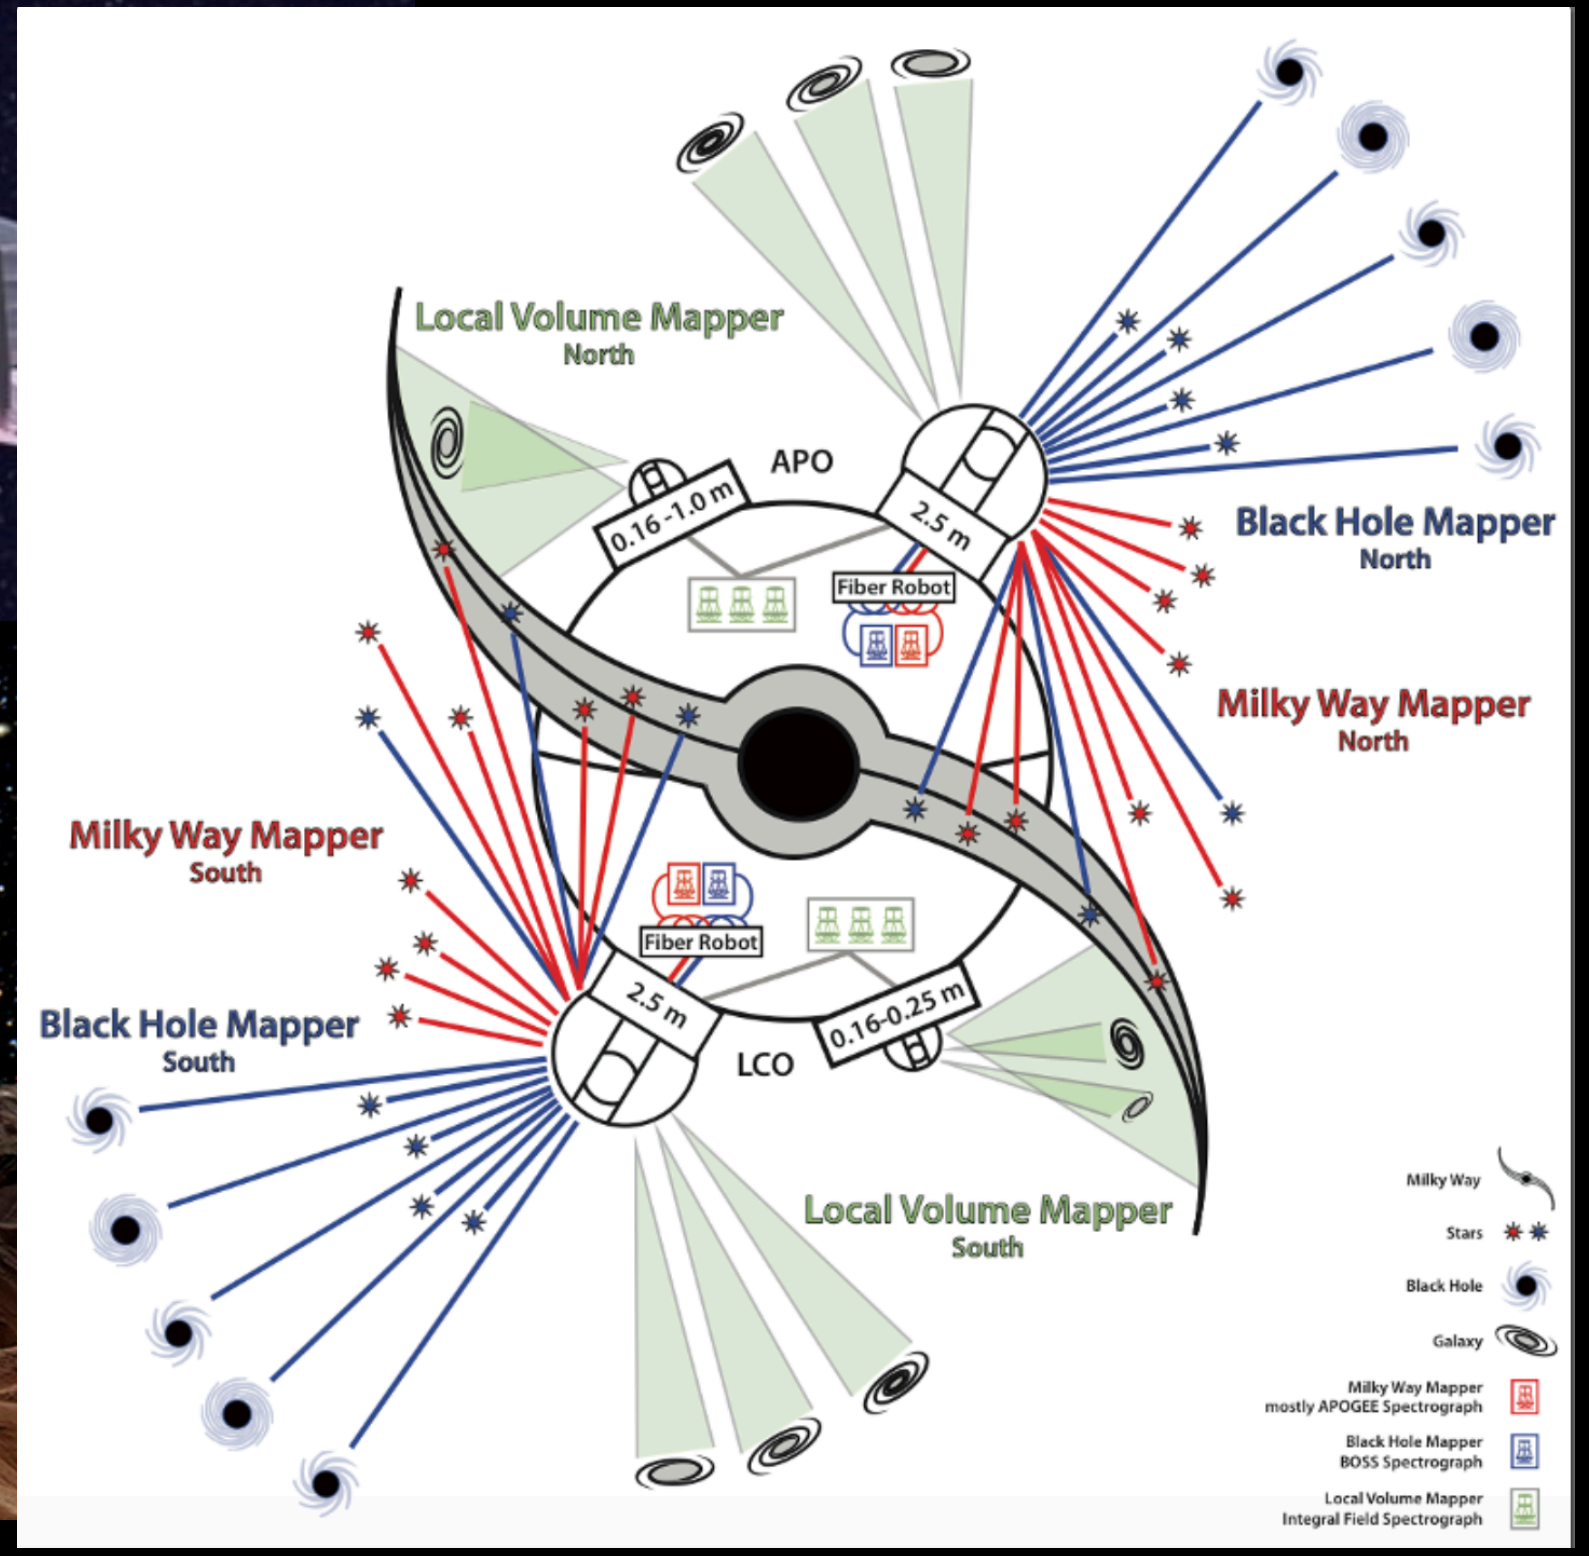 Local Volume Mapper
North
APO
0.16 -1.0 m
2.5 m
Fiber Robot
Black Hole Mapper
North
Milky Way Mapper
North
Milky Way Mapper
South
Black Hole Mapper
South
Fiber Robot
2.5 m
LCO
0.16-0.25 m
Local Volume Mapper
South
Milky Way
Stars
Black Hole
Galaxy
Milky Way Mapper
mostly APOGEE Spectrograph
Black Hole Mapper
BOSS Spectrograph
Local Volume Mapper
Integral Field Spectrograph